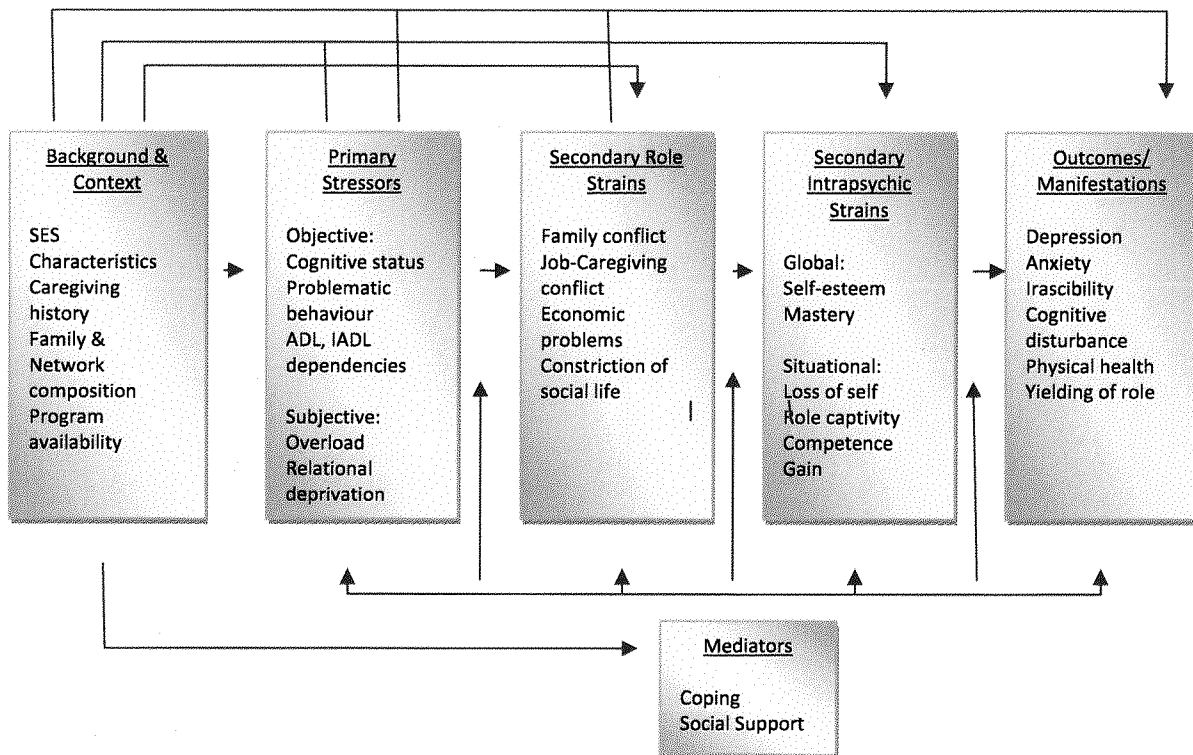 Background &
Context
SES
Characteristics
Caregiving
history
Family &
Network
composition
Program
availability
Primary
Stressors
Objective:
Cognitive status
Problematic
behaviour
ADL, IADL
dependencies
Subjective:
Overload
Relational
deprivation
Secondary Role
Strains
Family conflict
Job-Caregiving
conflict
Economic
problems
Constriction of
social life
Secondary
Intrapsychic
Strains
Global:
Self-esteem
Mastery
Situational:
Loss of self
Role captivity
Competence
Gain
Outcomes/
Manifestations
Depression
Anxiety
Irascibility
Cognitive
disturbance
Physical health
Yielding of role
Mediators
Coping
Social Support